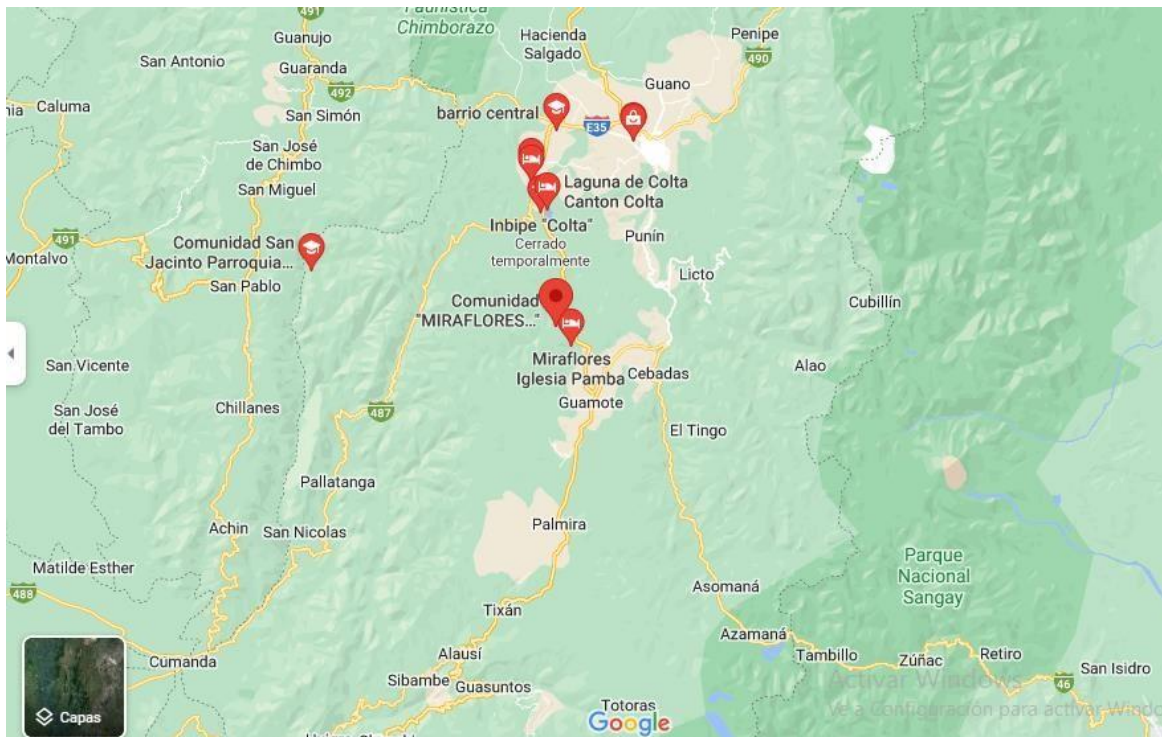 491
Faunística
Chimborazo
Hacienda
Salgado
Penipe
Guanujo
490
San Antonio
Guaranda
Guano
492
Caluma
barrio central
San Simón
E35
San José
de Chimbo
San Miguel
Laguna de Colta
Canton Colta
Inbipe "Colta"
Cerrado
temporalmente
Punín
491
Comunidad San
Jacinto Parroquia...
Montalvo
Licto
San Pablo
Comunidad
"MIRAFLORES..."
Cubillín
Miraflores
Iglesia Pamba
Cebadas
San Vicente
Alao
Guamote
San José
del Tambo
Chillanes
487
El Tingo
Pallatanga
Achin
San Nicolas
Palmira
Matilde Esther
Parque
Nacional
Sangay
488
Asomaná
Tixán
Azamaná
Alausí
Tambillo
Zúñac
Retiro
San Isidro
Cumanda
Sibambe
Guasuntos
46
Activar Windows
Ve a Configuración para activar Windo
Totoras
Capas
Google